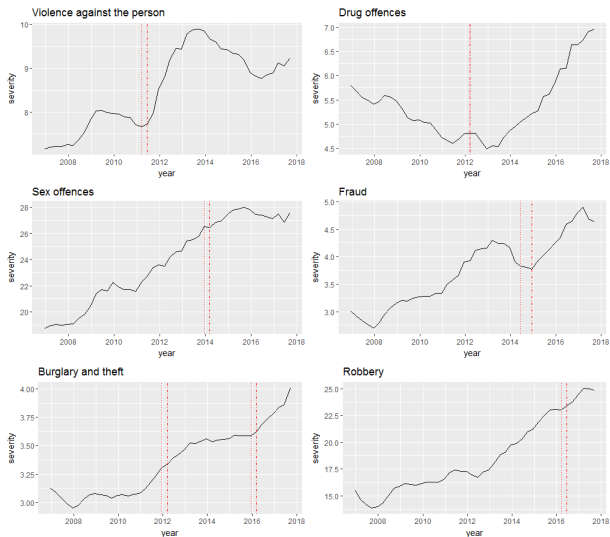 Violence against the person
10
9
8
severity
2008 2010 2012 2014 2016 2018
year
Drug offences
7.0
6.5
6.0
5.5
5.0
4.5
severity
2008 2010 2012 2014 2016 2018
year
Sex offences
28
26
24
22
20
severity
2008 2010 2012 2014 2016 2018
year
Fraud
5.0
4.5
4.0
3.5
3.0
severity
2008 2010 2012 2014 2016 2018
year
Burglary and theft
4.00
3.75
3.50
3.25
3.00
severity
2008 2010 2012 2014 2016 2018
year
Robbery
25.0
22.5
20.0
17.5
15.0
severity
2008 2010 2012 2014 2016 2018
year